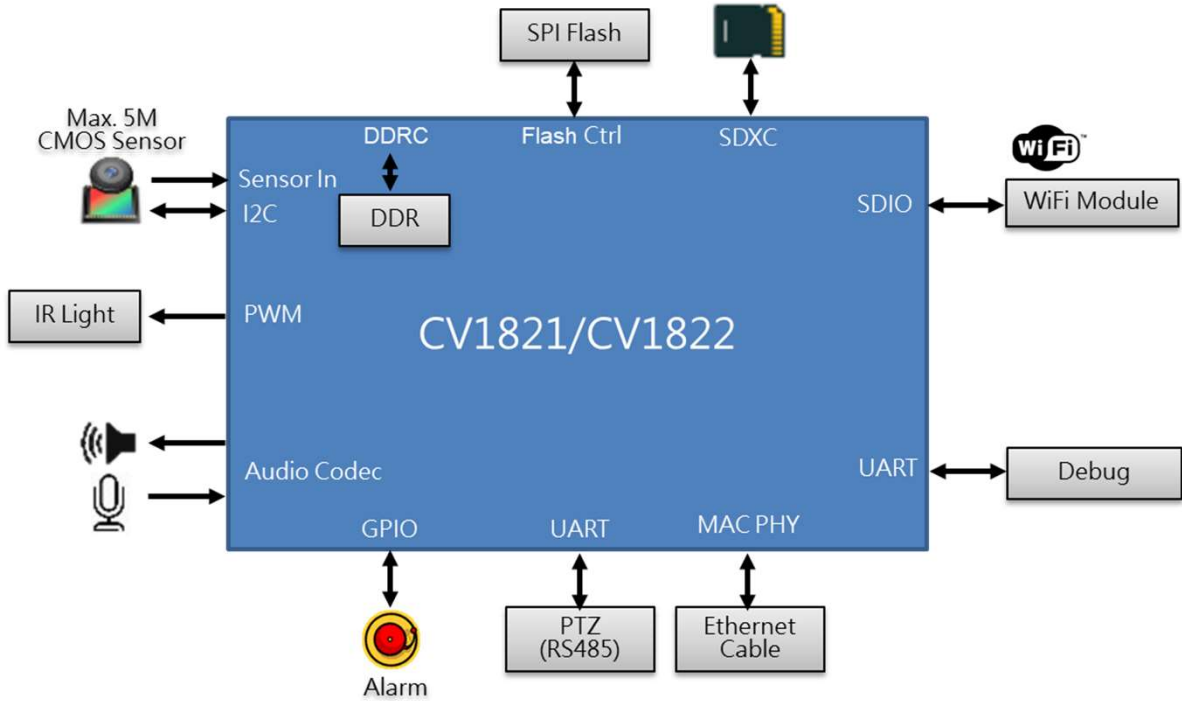 SPI Flash
Max. 5M
CMOS Sensor
DDRC
Flash Ctrl
SDXC
WiFi
Sensor In
I2C
DDR
SDIO
WiFi Module
IR Light
PWM
CV1821/CV1822
Audio Codec
UART
Debug
GPIO
UART
MAC PHY
PTZ
(RS485)
Ethernet
Cable
Alarm